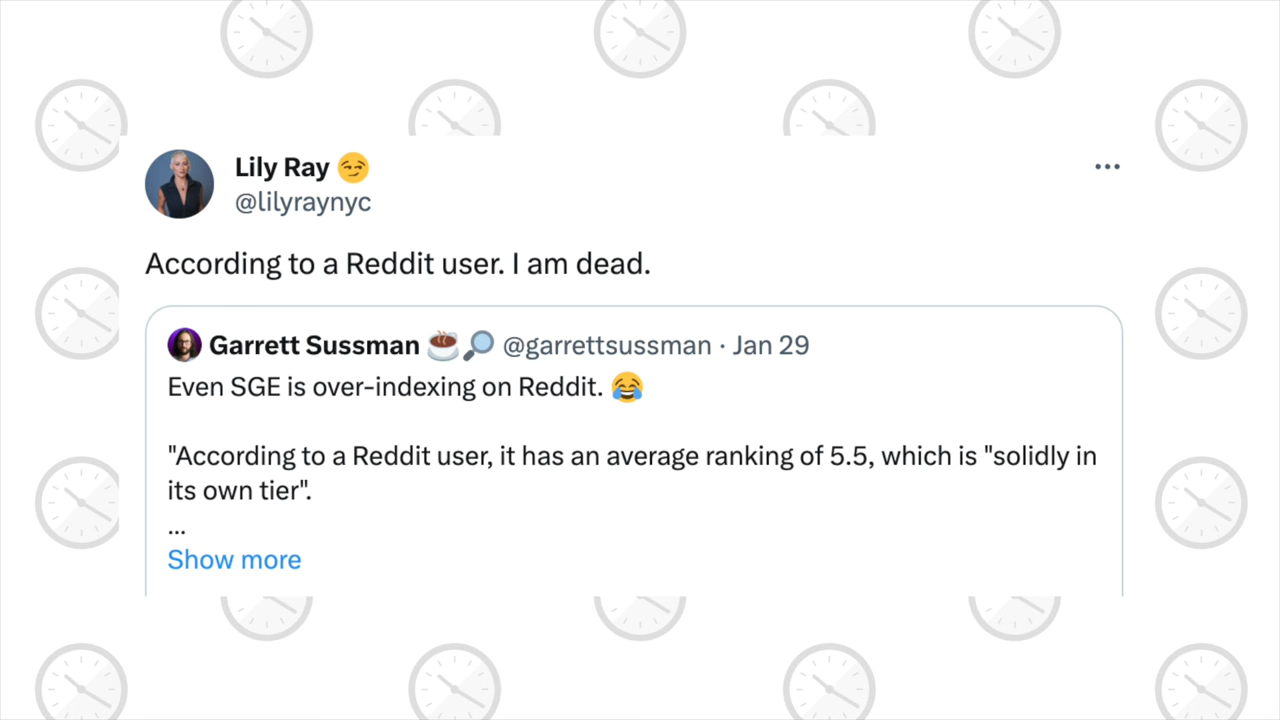 Lily Ray 😏
@lilyraynyc
According to a Reddit user. I am dead.
Garrett Sussman ☕🔎 @garrettsussman · Jan 29
Even SGE is over-indexing on Reddit. 😂
"According to a Reddit user, it has an average ranking of 5.5, which is "solidly in
its own tier".
...
Show more